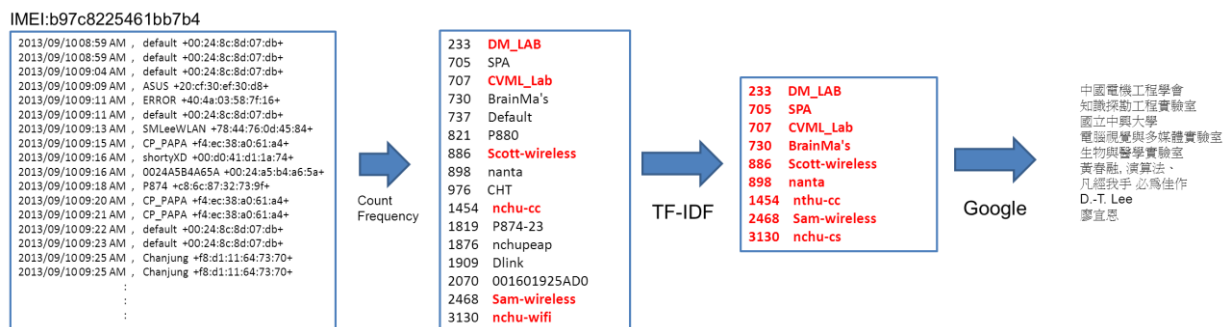 IMEI:b97c8225461bb7b4
2013/09/10 08:59 AM , default +00:24:8c:8d:07:db+
2013/09/10 08:59 AM , default +00:24:8c:8d:07:db+
2013/09/10 09:04 AM , default +00:24:8c:8d:07:db+
2013/09/10 09:09 AM , ASUS +20:cf:30:ef:30:d8+
2013/09/10 09:11 AM , ERROR +40:4a:03:58:7f:16+
2013/09/10 09:11 AM , default +00:24:8c:8d:07:db+
2013/09/10 09:13 AM , SMLeeWLAN +78:44:76:0d:45:84+
2013/09/10 09:15 AM , CP_PAPA +f4:ec:38:a0:61:a4+
2013/09/10 09:16 AM , shortyXD +00:d0:41:d1:1a:74+
2013/09/10 09:16 AM , 0024A5B4A65A +00:24:a5:b4:a6:5a+
2013/09/10 09:18 AM , P874 +c8:6c:87:32:73:9f+
2013/09/10 09:20 AM , CP_PAPA +f4:ec:38:a0:61:a4+
2013/09/10 09:21 AM , CP_PAPA +f4:ec:38:a0:61:a4+
2013/09/10 09:22 AM , default +00:24:8c:8d:07:db+
2013/09/10 09:23 AM , default +00:24:8c:8d:07:db+
2013/09/10 09:25 AM , Chanjung +f8:d1:11:64:73:70+
2013/09/10 09:25 AM , Chanjung +f8:d1:11:64:73:70+
:
:
:
Count
Frequency
233 DM_LAB
705 SPA
707 CVML_Lab
730 BrainMa's
737 Default
821 P880
886 Scott-wireless
898 nanta
976 CHT
1454 nchu-cc
1819 P874-23
1876 nchupeap
1909 Dlink
2070 001601925AD0
2468 Sam-wireless
3130 nchu-wifi
TF-IDF
233 DM_LAB
705 SPA
707 CVML_Lab
730 BrainMa's
886 Scott-wireless
898 nanta
1454 nthu-cc
2468 Sam-wireless
3130 nchu-cs
Google
中國電機工程學會
知識探勘工程實驗室
國立中興大學
電腦視覺與多媒體實驗室
生物與醫學實驗室
黃春融, 演算法、
凡經我手 必為佳作
D.-T. Lee
廖宜恩